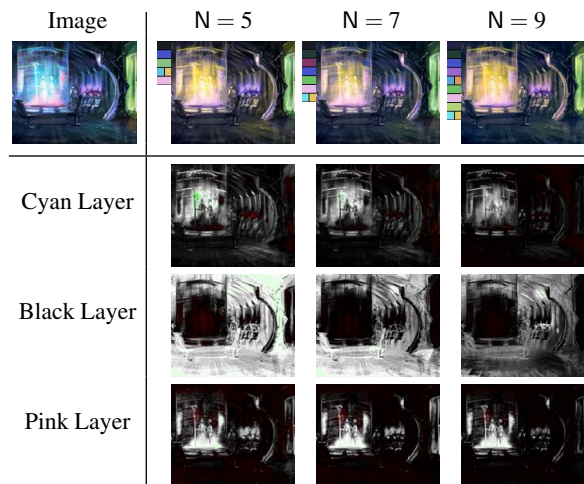 Image N = 5 N = 7 N = 9
Cyan Layer
Black Layer
Pink Layer